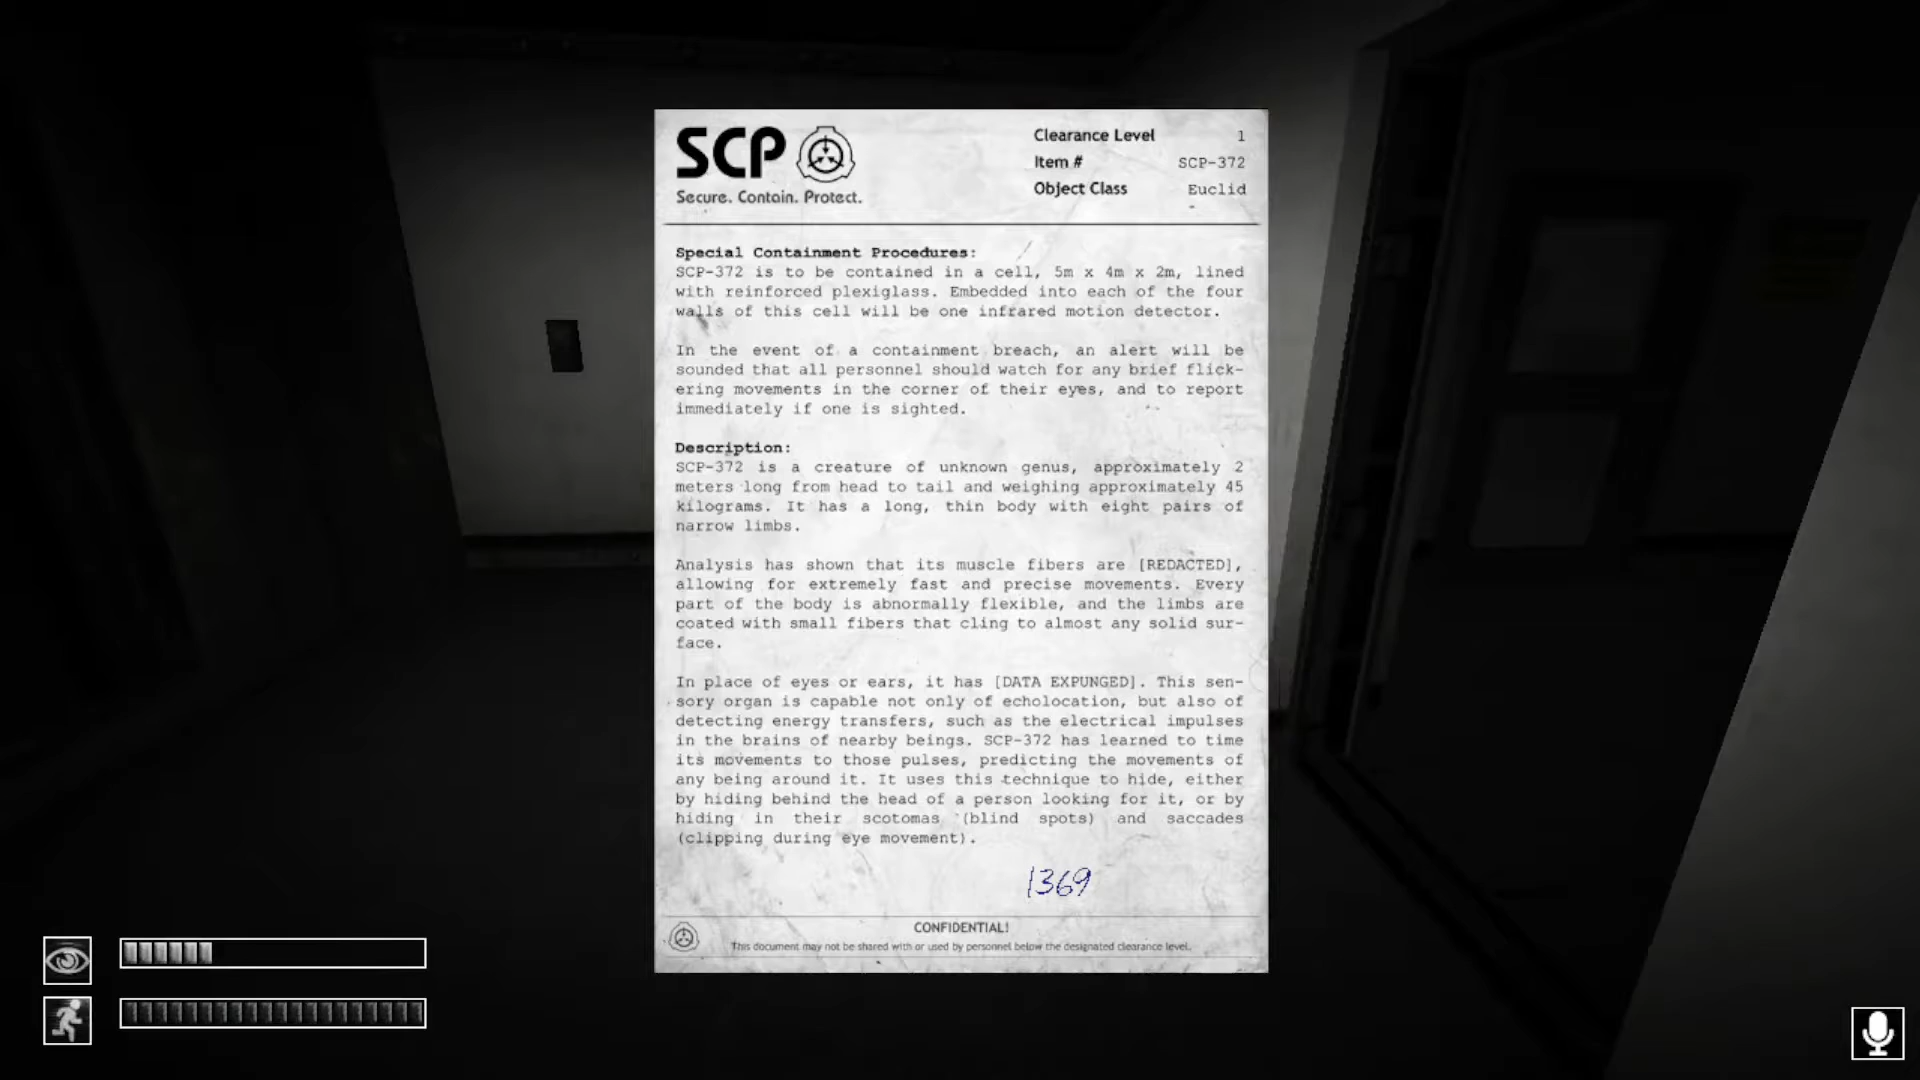 SCP
Secure. Contain. Protect.
Clearance Level 1
Item # SCP-372
Object Class Euclid
Special Containment Procedures:
SCP-372 is to be contained in a cell, 5m x 4m x 2m, lined
with reinforced plexiglass. Embedded into each of the four
walls of this cell will be one infrared motion detector.
In the event of a containment breach, an alert will be
sounded that all personnel should watch for any brief flick-
ering movements in the corner of their eyes, and to report
immediately if one is sighted.
Description:
SCP-372 is a creature of unknown genus, approximately 2
meters long from head to tail and weighing approximately 45
kilograms. It has a long, thin body with eight pairs of
narrow limbs.
Analysis has shown that its muscle fibers are [REDACTED],
allowing for extremely fast and precise movements. Every
part of the body is abnormally flexible, and the limbs are
coated with small fibers that cling to almost any solid sur-
face.
In place of eyes or ears, it has [DATA EXPUNGED]. This sen-
sory organ is capable not only of echolocation, but also of
detecting energy transfers, such as the electrical impulses
in the brains of nearby beings. SCP-372 has learned to time
its movements to those pulses, predicting the movements of
any being around it. It uses this technique to hide, either
by hiding behind the head of a person looking for it, or by
hiding in their scotomas (blind spots) and saccades
(clipping during eye movement).
1369
CONFIDENTIAL!
This document may not be shared with or used by personnel below the designated clearance level.